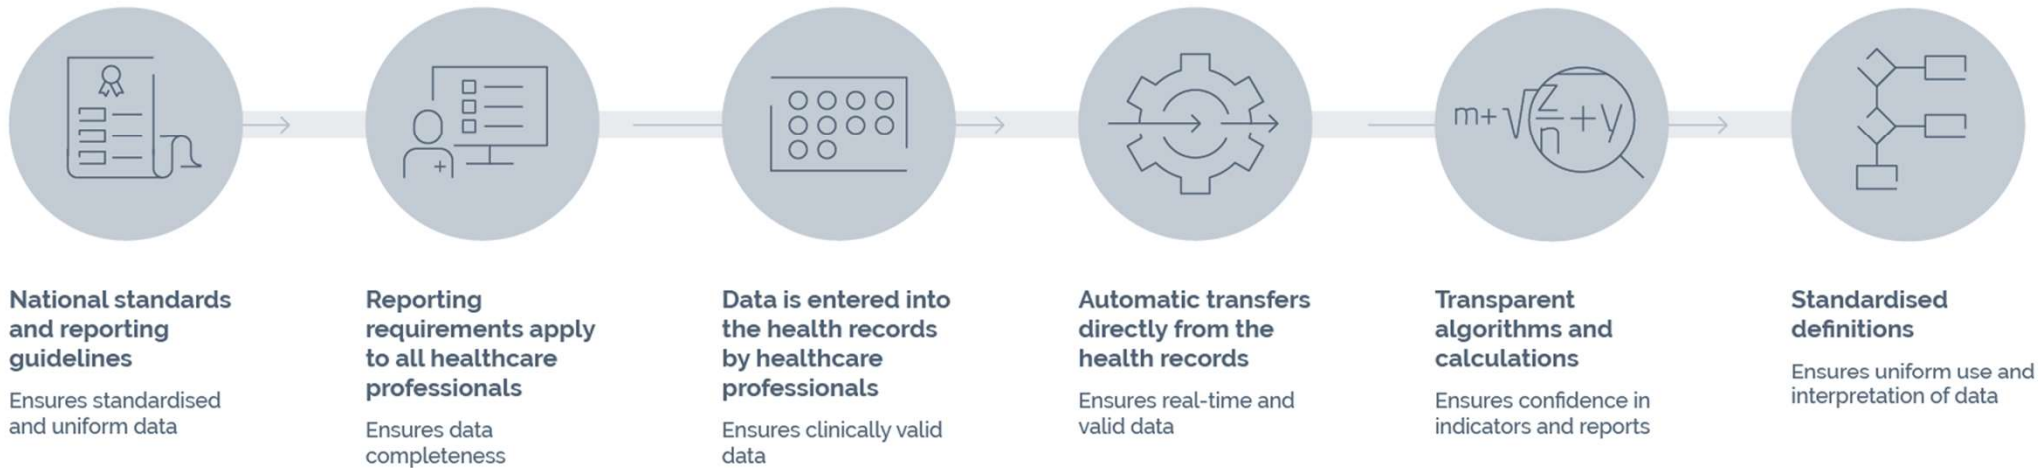 m+√z/n+y
National standards
and reporting
guidelines
Ensures standardised
and uniform data
Reporting
requirements apply
to all healthcare
professionals
Ensures data
completeness
Data is entered into
the health records
by healthcare
professionals
Ensures clinically valid
data
Automatic transfers
directly from the
health records
Ensures real-time and
valid data
Transparent
algorithms and
calculations
Ensures confidence in
indicators and reports
Standardised
definitions
Ensures uniform use and
interpretation of data